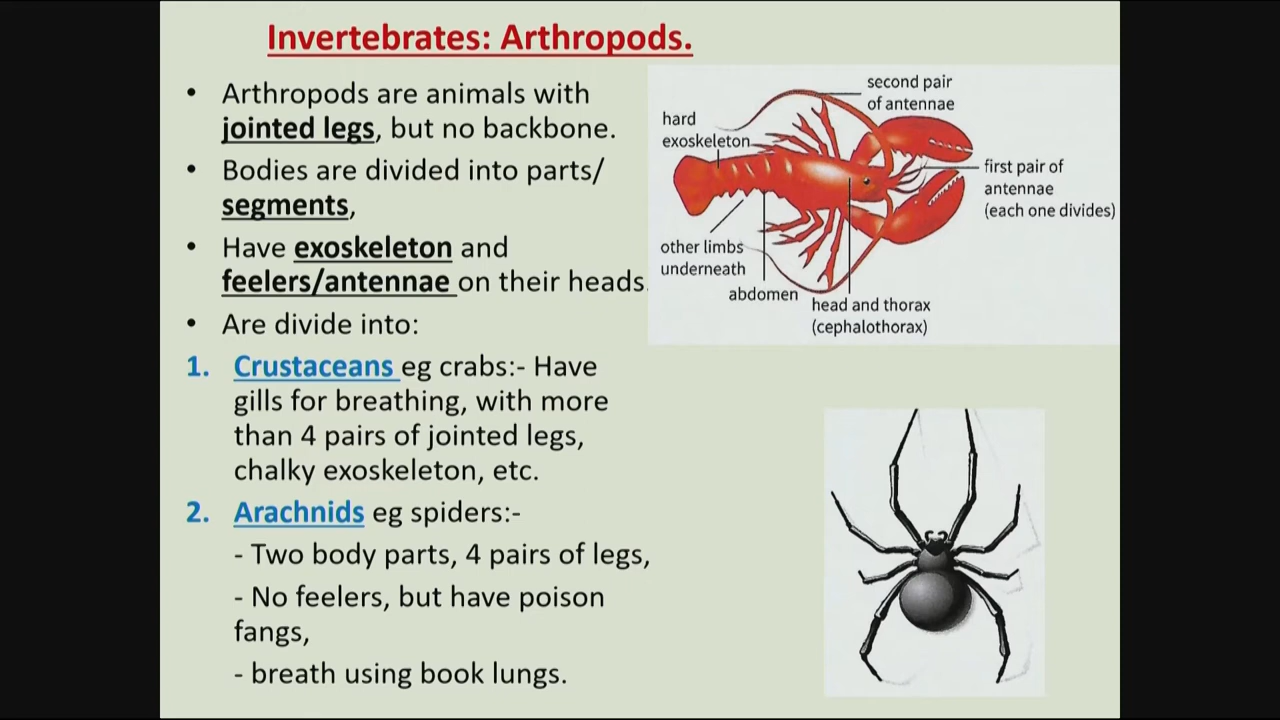 Invertebrates: Arthropods.
• Arthropods are animals with
jointed legs, but no backbone.
• Bodies are divided into parts/
segments,
• Have exoskeleton and
feelers/antennae on their heads.
• Are divide into:
1. Crustaceans eg crabs:- Have
gills for breathing, with more
than 4 pairs of jointed legs,
chalky exoskeleton, etc.
2. Arachnids eg spiders:-
- Two body parts, 4 pairs of legs,
- No feelers, but have poison
fangs,
- breath using book lungs.
second pair
of antennae
hard
exoskeleton
first pair of
antennae
(each one divides)
other limbs
underneath
abdomen
head and thorax
(cephalothorax)